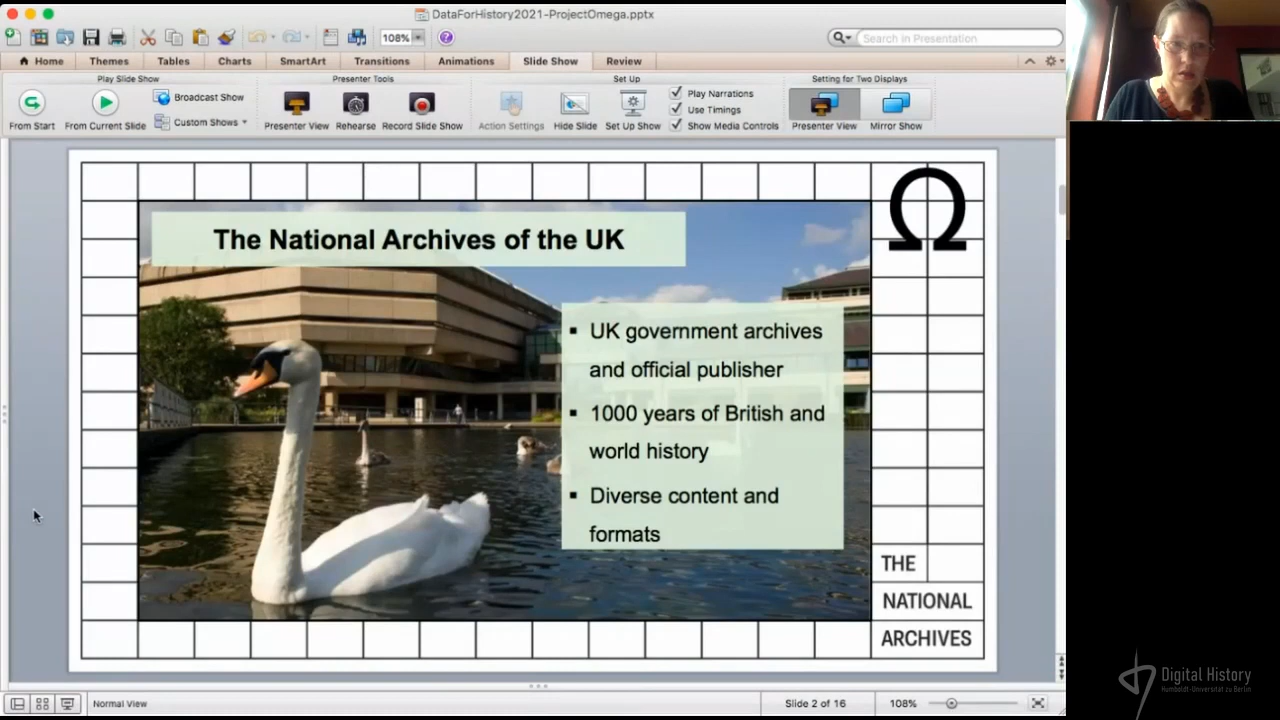 DataForHistory2021-ProjectOmega.pptx
108%
Search in Presentation
Home Themes Tables Charts SmartArt Transitions Animations Slide Show Review
Play Slide Show Presenter Tools Set Up Setting for Two Displays
From Start
From Current Slide
Broadcast Show
Custom Shows
Presenter View
Rehearse
Record Slide Show
Action Settings
Hide Slide
Set Up Show
Play Narrations
Use Timings
Show Media Controls
Presenter View
Mirror Show
Ω
The National Archives of the UK
▪ UK government archives
and official publisher
▪ 1000 years of British and
world history
▪ Diverse content and
formats
THE
NATIONAL
ARCHIVES
Normal View
Slide 2 of 16
108%
Digital History
Humboldt-Universität zu Berlin